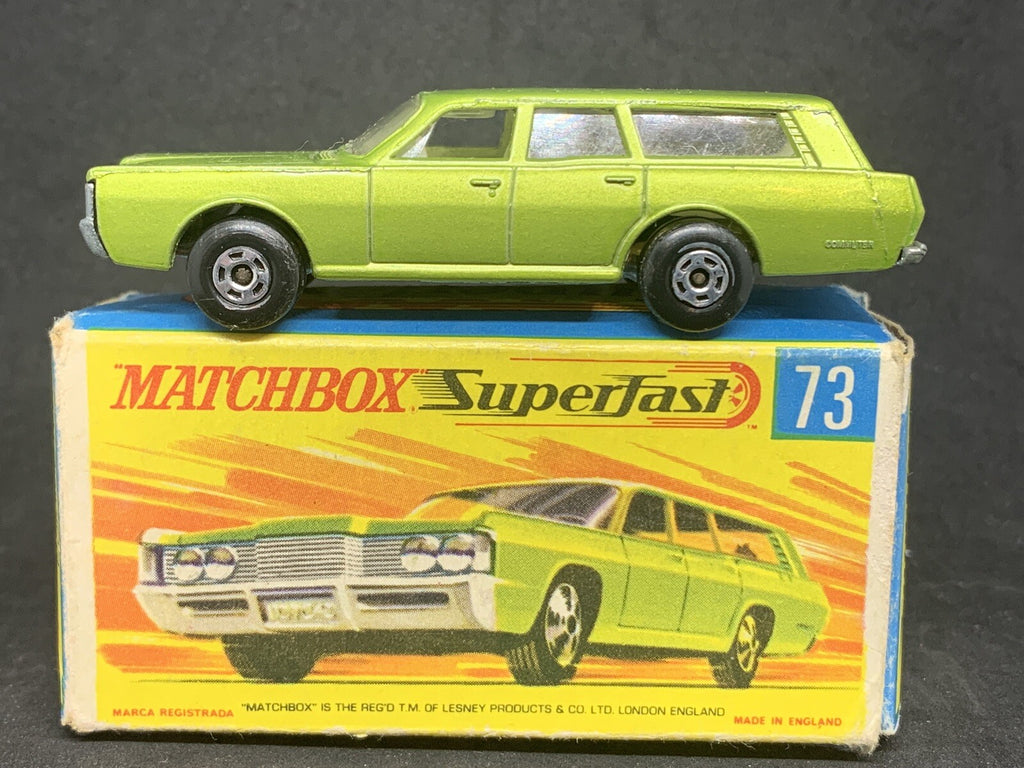 COMMUTER
"MATCHBOX" Superfast 73
TM
MARCA REGISTRADA "MATCHBOX" IS THE REG'D T.M. OF LESNEY PRODUCTS & CO. LTD. LONDON ENGLAND MADE IN ENGLAND